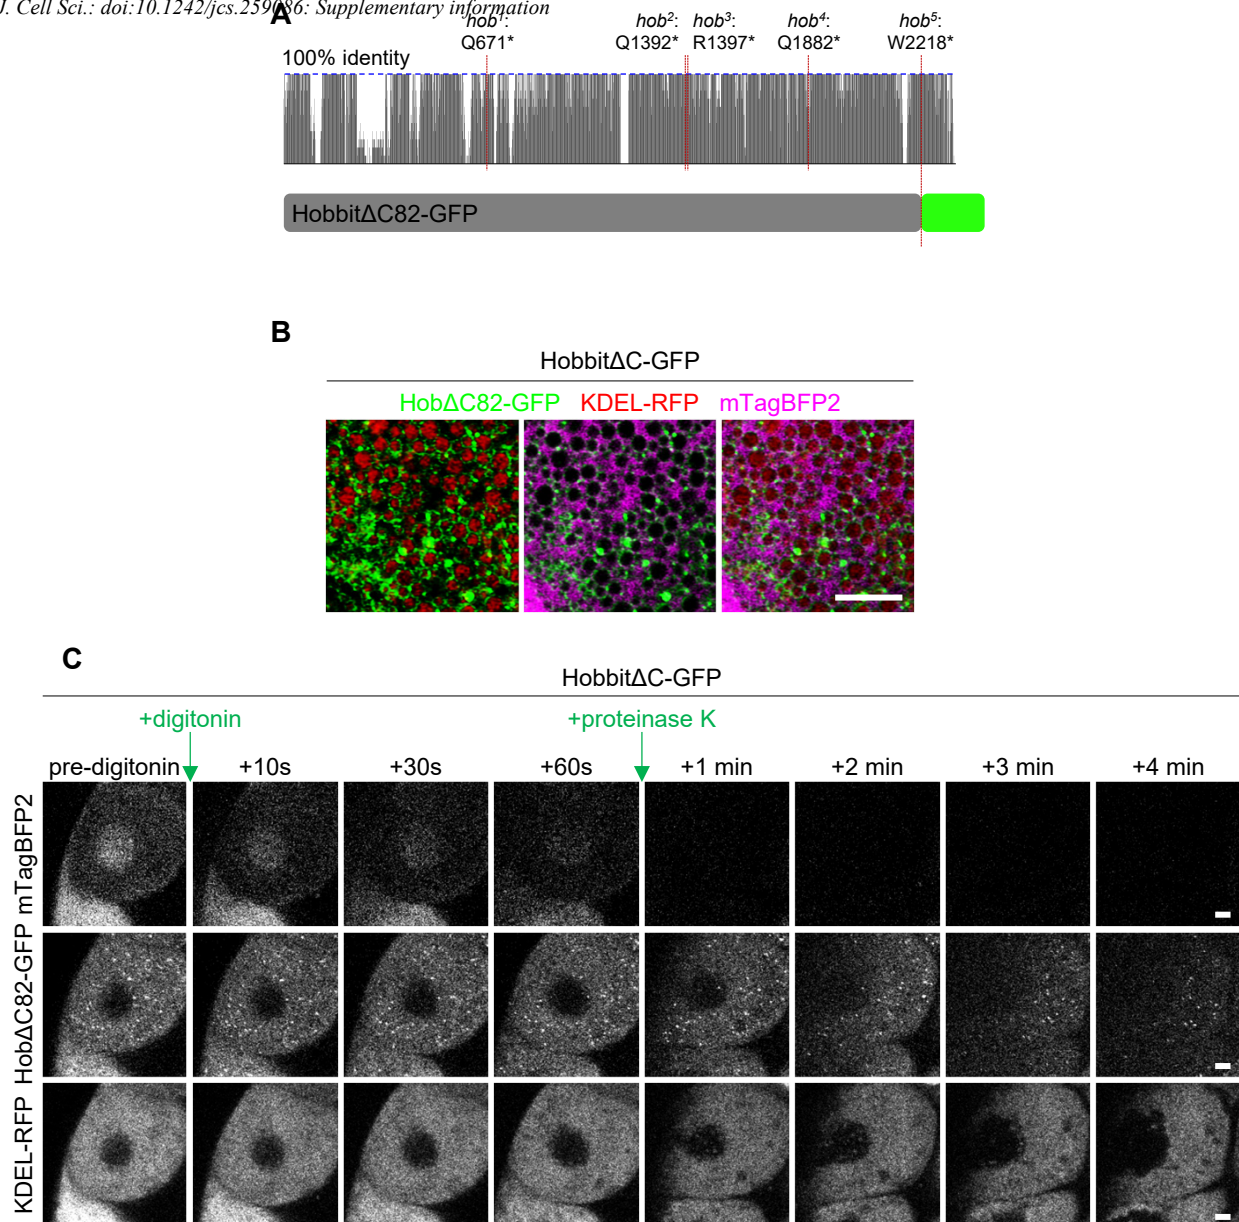 J. Cell Sci.: doi:10.1242/jcs.259086: Supplementary information
A
hob¹: hob²: hob³: hob⁴: hob⁵:
Q671* Q1392* R1397* Q1882* W2218*
100% identity
HobbitΔC82-GFP
B
HobbitΔC-GFP
HobΔC82-GFP KDEL-RFP mTagBFP2
C
HobbitΔC-GFP
+digitonin +proteinase K
pre-digitonin +10s +30s +60s +1 min +2 min +3 min +4 min
mTagBFP2
HobΔC82-GFP
KDEL-RFP